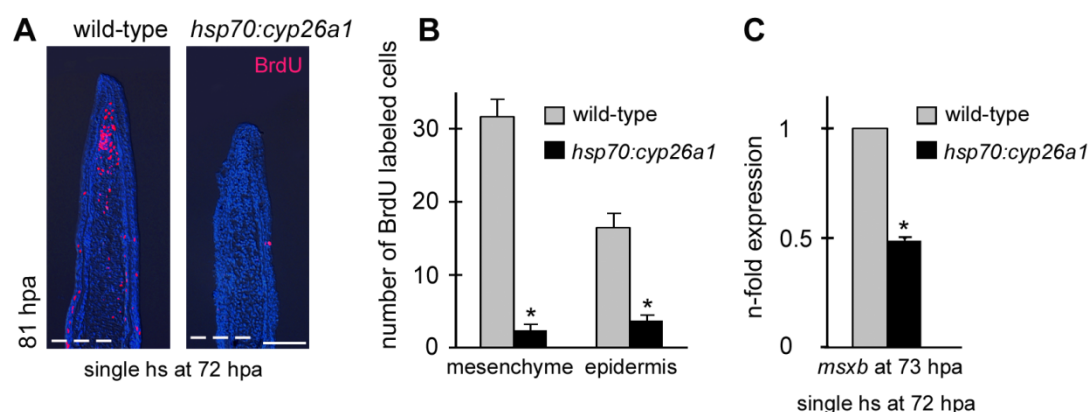 A
wild-type
hsp70:cyp26a1
BrdU
81 hpa
single hs at 72 hpa
B
number of BrdU labeled cells
30
20
10
0
wild-type
hsp70:cyp26a1
*
*
mesenchyme
epidermis
C
n-fold expression
1
0.5
0
wild-type
hsp70:cyp26a1
*
msxb at 73 hpa
single hs at 72 hpa